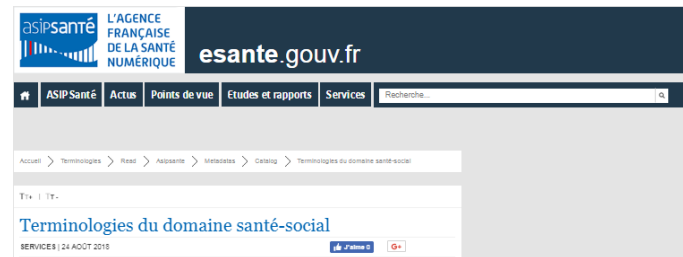 asipsanté
L'AGENCE
FRANÇAISE
DE LA SANTÉ
NUMÉRIQUE
esante.gouv.fr
ASIP Santé Actus Points de vue Etudes et rapports Services Recherche...
Accueil Terminologies Read Asipsante Metadates Catalog Terminologies du domaine santé-social
TT+ | TT-
Terminologies du domaine santé-social
SERVICES | 24 AOÛT 2015
J'aime 0 G+